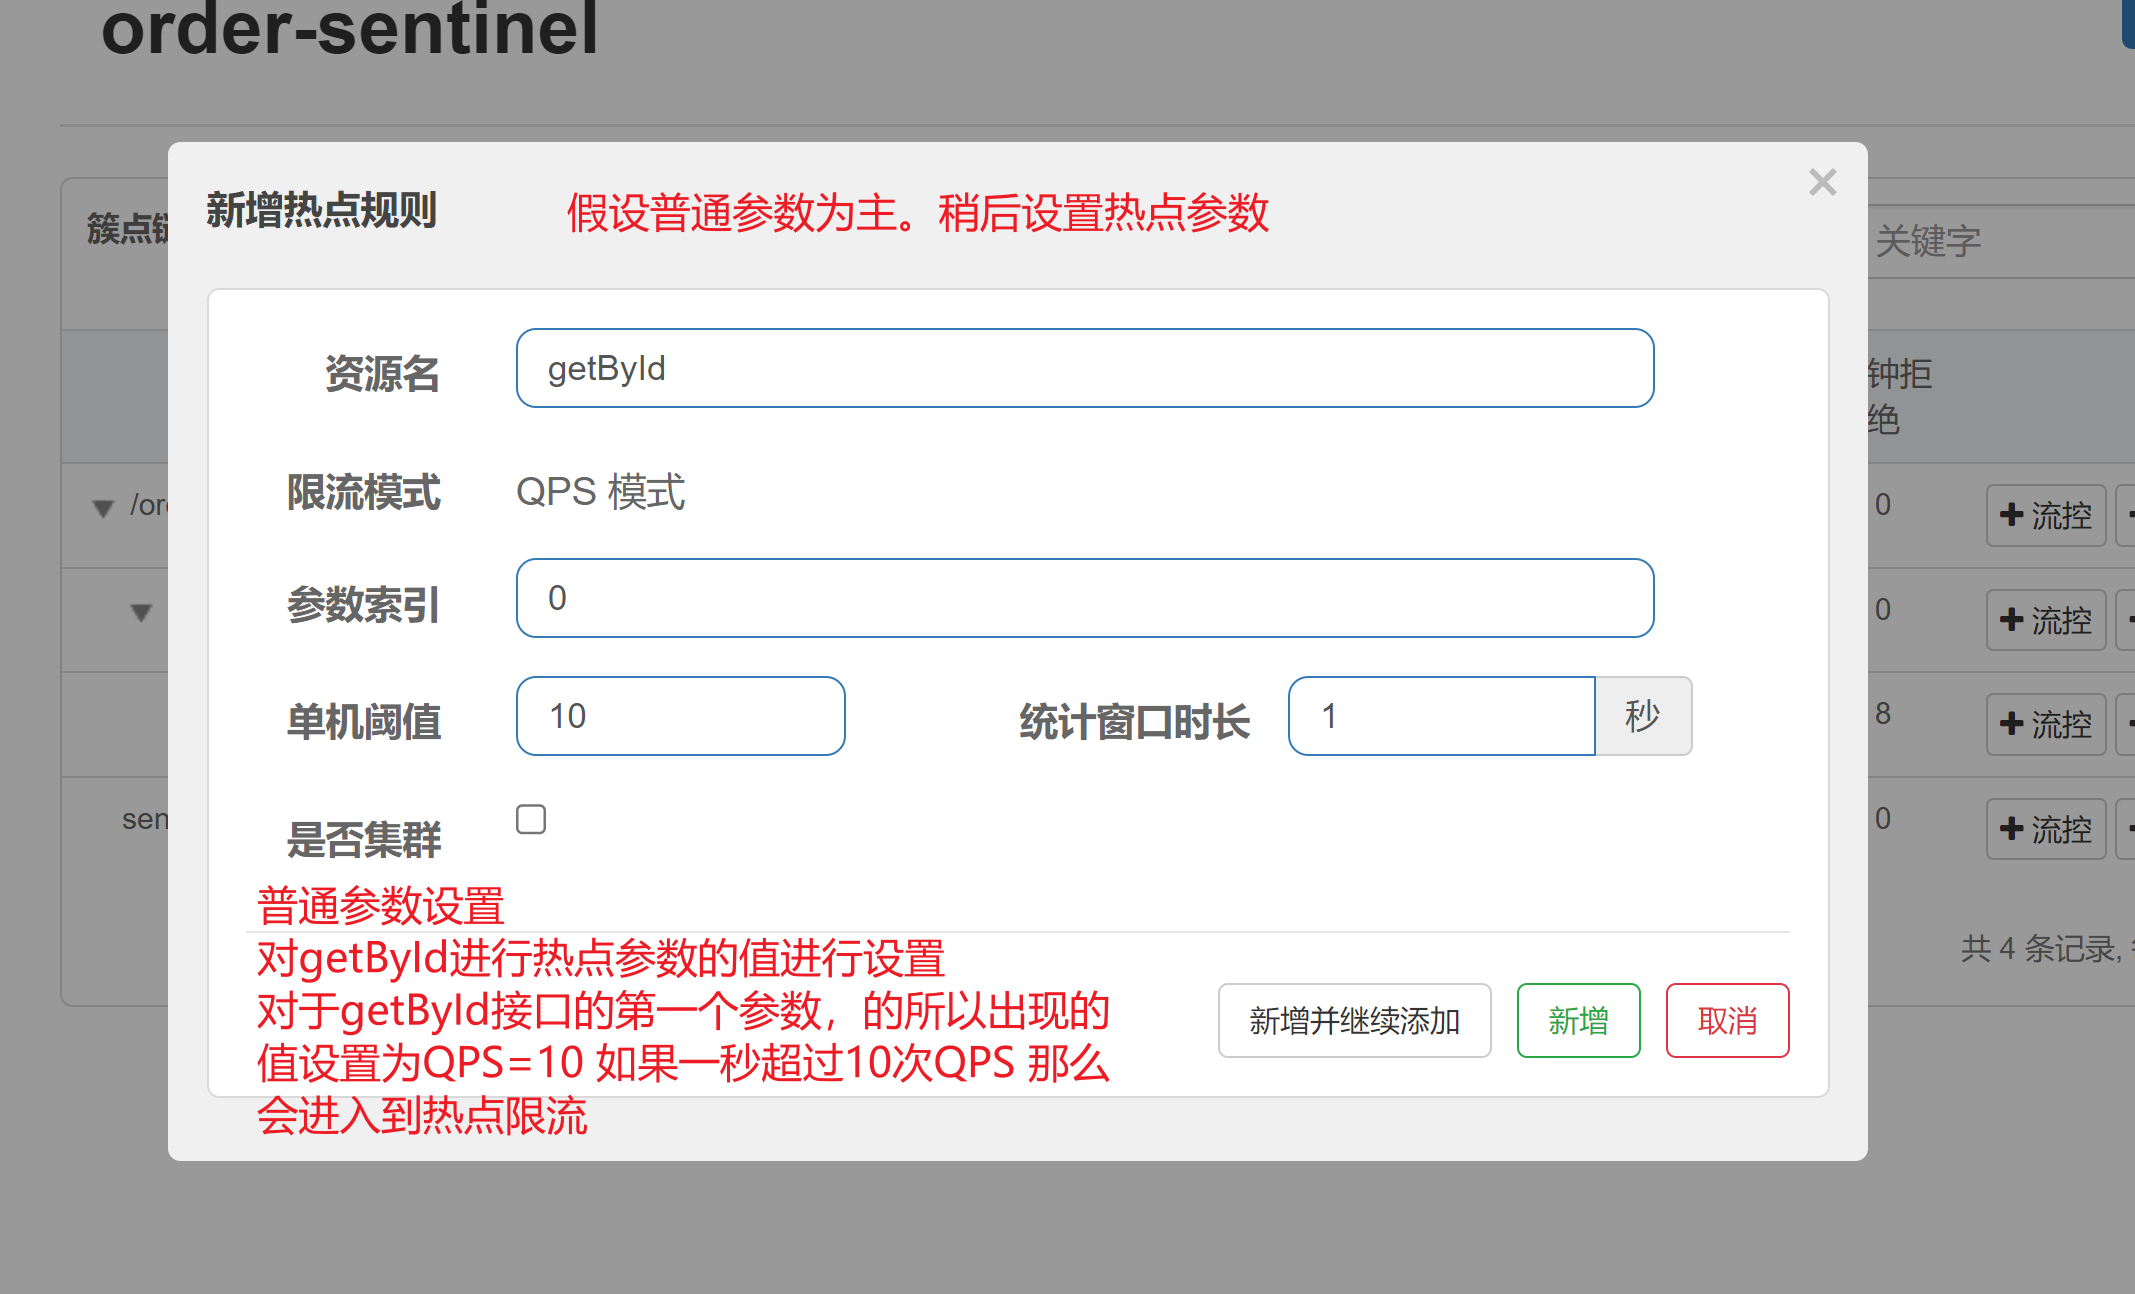 order-sentinel
新增热点规则
假设普通参数为主。稍后设置热点参数
×
簇点
关键字
资源名
getById
钟拒
绝
限流模式
QPS 模式
/or
0
流控
参数索引
0
0
流控
单机阈值
10
统计窗口时长
1
秒
8
流控
是否集群
sen
0
流控
普通参数设置
对getById进行热点参数的值进行设置
共 4 条记录,
对于getById接口的第一个参数，的所以出现的
值设置为QPS=10 如果一秒超过10次QPS 那么
会进入到热点限流
新增并继续添加
新增
取消